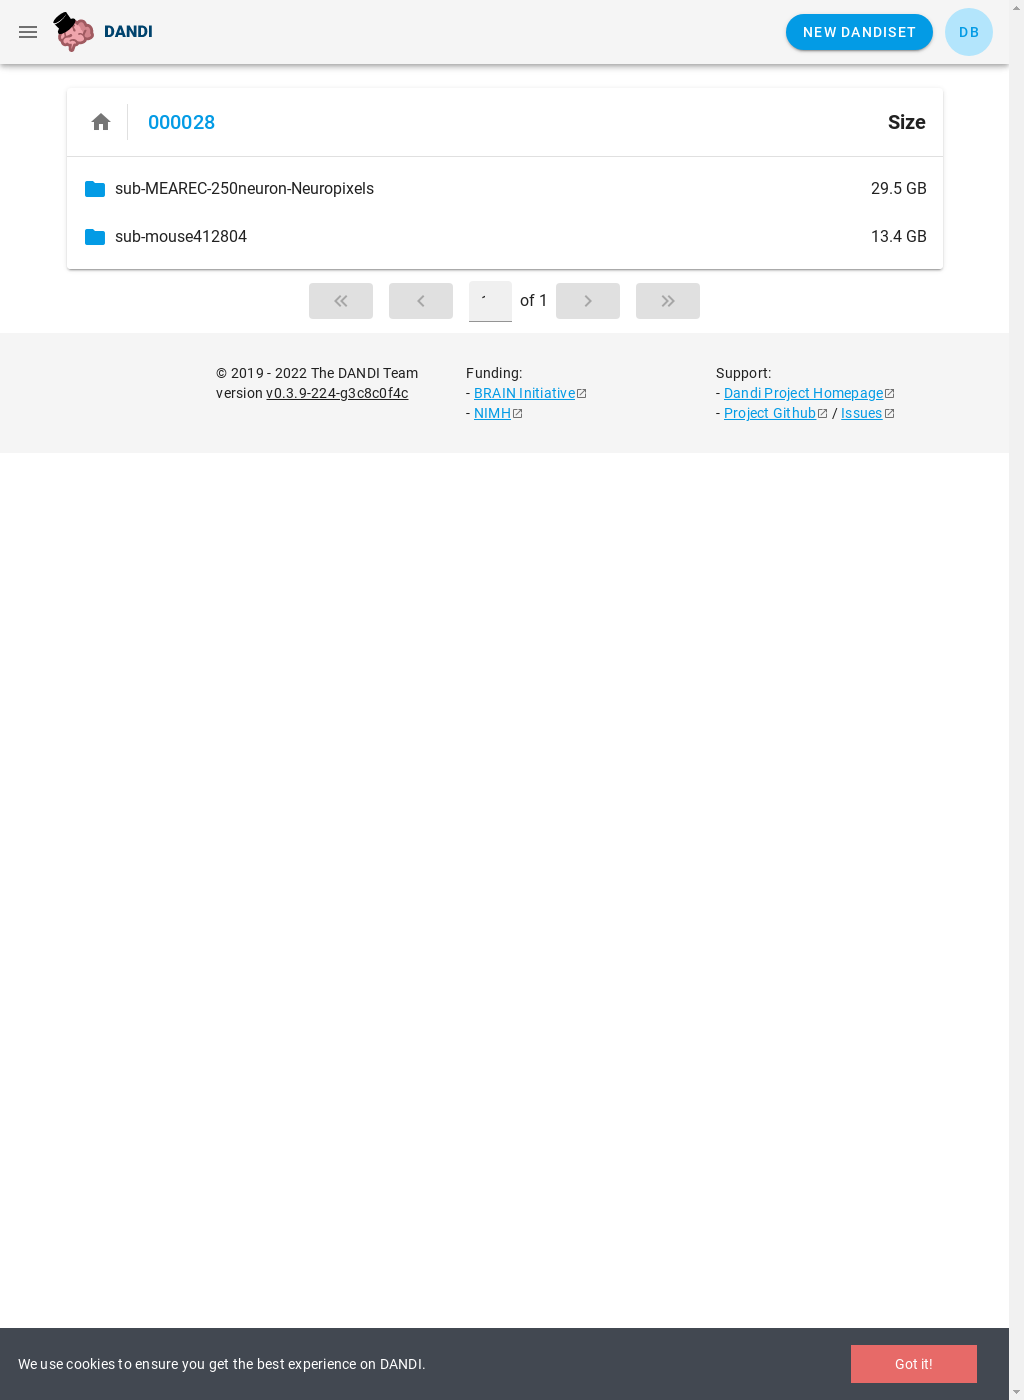 DANDI
NEW DANDISET
DB
000028
Size
sub-MEAREC-250neuron-Neuropixels 29.5 GB
sub-mouse412804 13.4 GB
of 1
© 2019 - 2022 The DANDI Team
version v0.3.9-224-g3c8c0f4c
Funding:
- BRAIN Initiative
- NIMH
Support:
- Dandi Project Homepage
- Project Github / Issues
We use cookies to ensure you get the best experience on DANDI.
Got it!